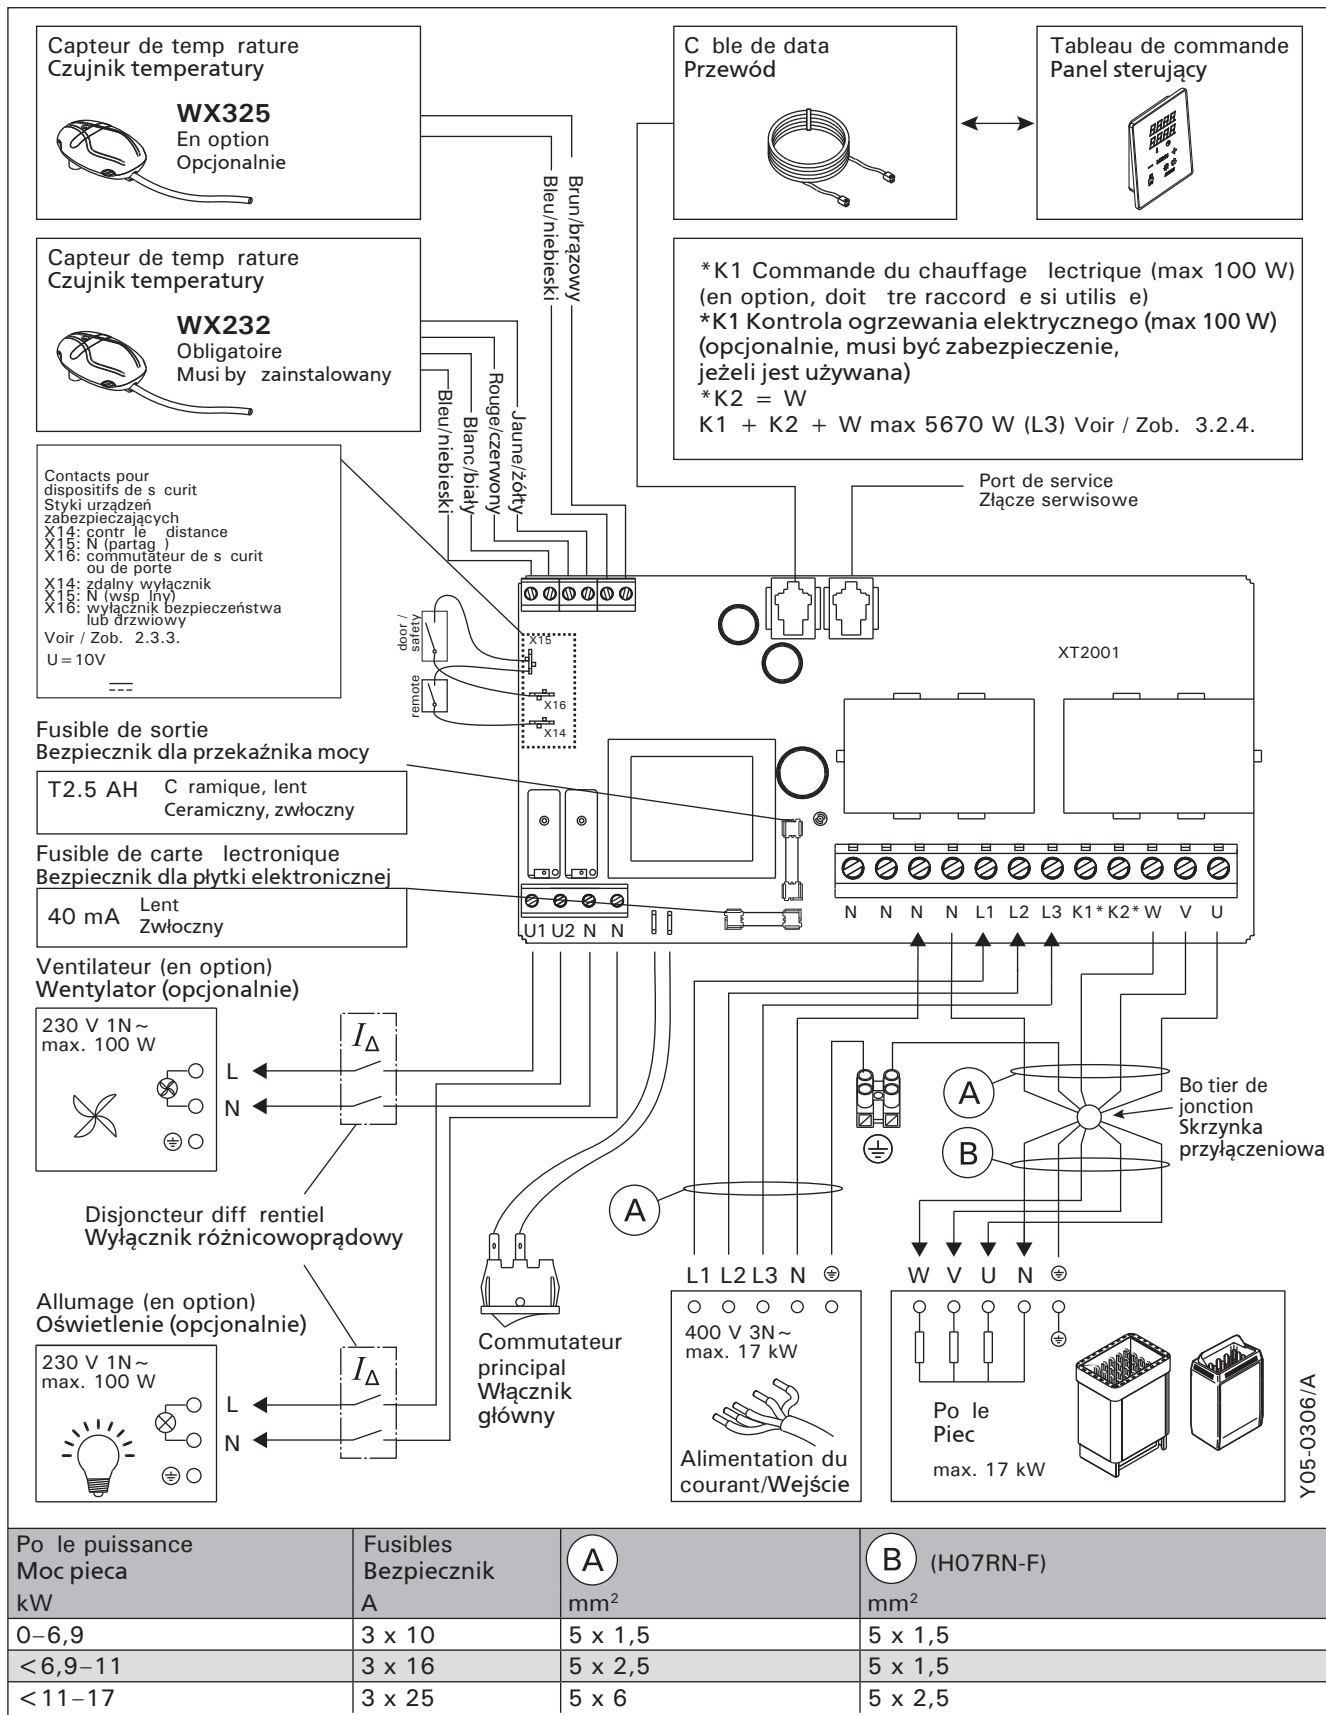 Capteur de temp rature
Czujnik temperatury
WX325
En option
Opcjonalnie
C ble de data
Przewód
Tableau de commande
Panel sterujący
Brun/brązowy
Bleu/niebieski
Capteur de temp rature
Czujnik temperatury
WX232
Obligatoire
Musi by zainstalowany
Jaune/żółty
Rouge/czerwony
Blanc/biały
Bleu/niebieski
*K1 Commande du chauffage lectrique (max 100 W)
(en option, doit tre raccord e si utilis e)
*K1 Kontrola ogrzewania elektrycznego (max 100 W)
(opcjonalnie, musi być zabezpieczenie,
jeżeli jest używana)
*K2 = W
K1 + K2 + W max 5670 W (L3) Voir / Zob. 3.2.4.
Contacts pour
dispositifs de s curit
Styki urządzeń
zabezpieczających
X14: contr le distance
X15: N (partag )
X16: commutateur de s curit
ou de porte
X14: zdalny wyłącznik
X15: N (wsp lny)
X16: wyłącznik bezpieczeństwa
lub drzwiowy
Voir / Zob. 2.3.3.
U=10V
Port de service
Złącze serwisowe
door /
safety
remote
X15
X16
X14
XT2001
Fusible de sortie
Bezpiecznik dla przekaźnika mocy
T2.5 AH
C ramique, lent
Ceramiczny, zwłoczny
Fusible de carte lectronique
Bezpiecznik dla płytki elektronicznej
40 mA
Lent
Zwłoczny
U1 U2 N N
N N N N L1 L2 L3 K1* K2* W V U
Ventilateur (en option)
Wentylator (opcjonalnie)
230 V 1N~
max. 100 W
L
N
IΔ
Disjoncteur diff rentiel
Wyłącznik różnicowoprądowy
Allumage (en option)
Oświetlenie (opcjonalnie)
230 V 1N~
max. 100 W
L
N
IΔ
Commutateur
principal
Włącznik
główny
A
A
B
Bo tier de
jonction
Skrzynka
przyłączeniowa
L1 L2 L3 N
400 V 3N~
max. 17 kW
Alimentation du
courant/Wejście
W V U N
Po le
Piec
max. 17 kW
Y05-0306/A
Po le puissance
Moc pieca
kW
Fusibles
Bezpiecznik
A
A
mm²
B (H07RN-F)
mm²
0–6,9 3 x 10 5 x 1,5 5 x 1,5
<6,9–11 3 x 16 5 x 2,5 5 x 1,5
<11–17 3 x 25 5 x 6 5 x 2,5